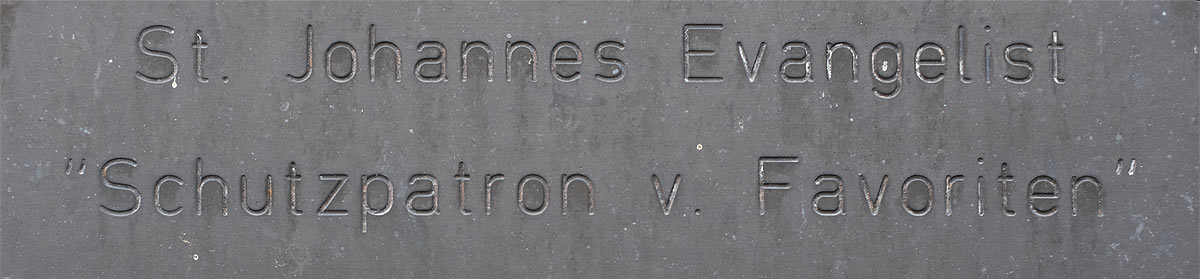 St. Johannes Evangelist
"Schutzpatron v. Favoriten"